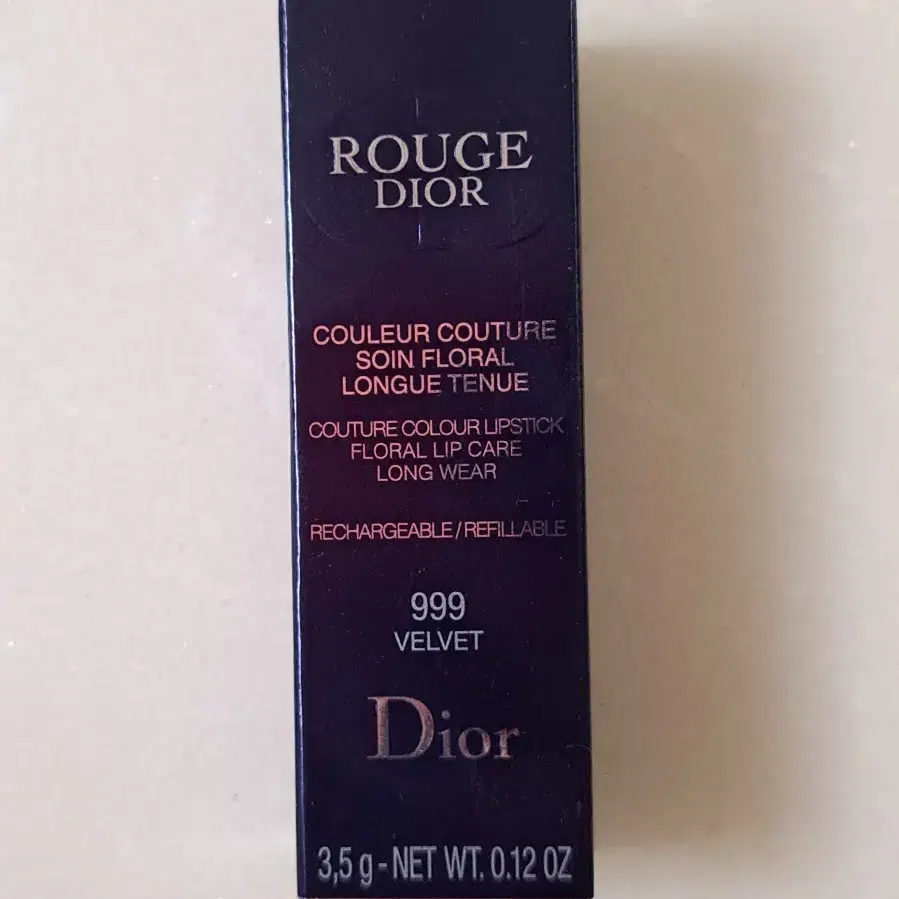 ROUGE
DIOR
COULEUR COUTURE
SOIN FLORAL
LONGUE TENUE
COUTURE COLOUR LIPSTICK
FLORAL LIP CARE
LONG WEAR
RECHARGEABLE/REFILLABLE
999
VELVET
Dior
3,5 g - NET WT. 0.12 OZ